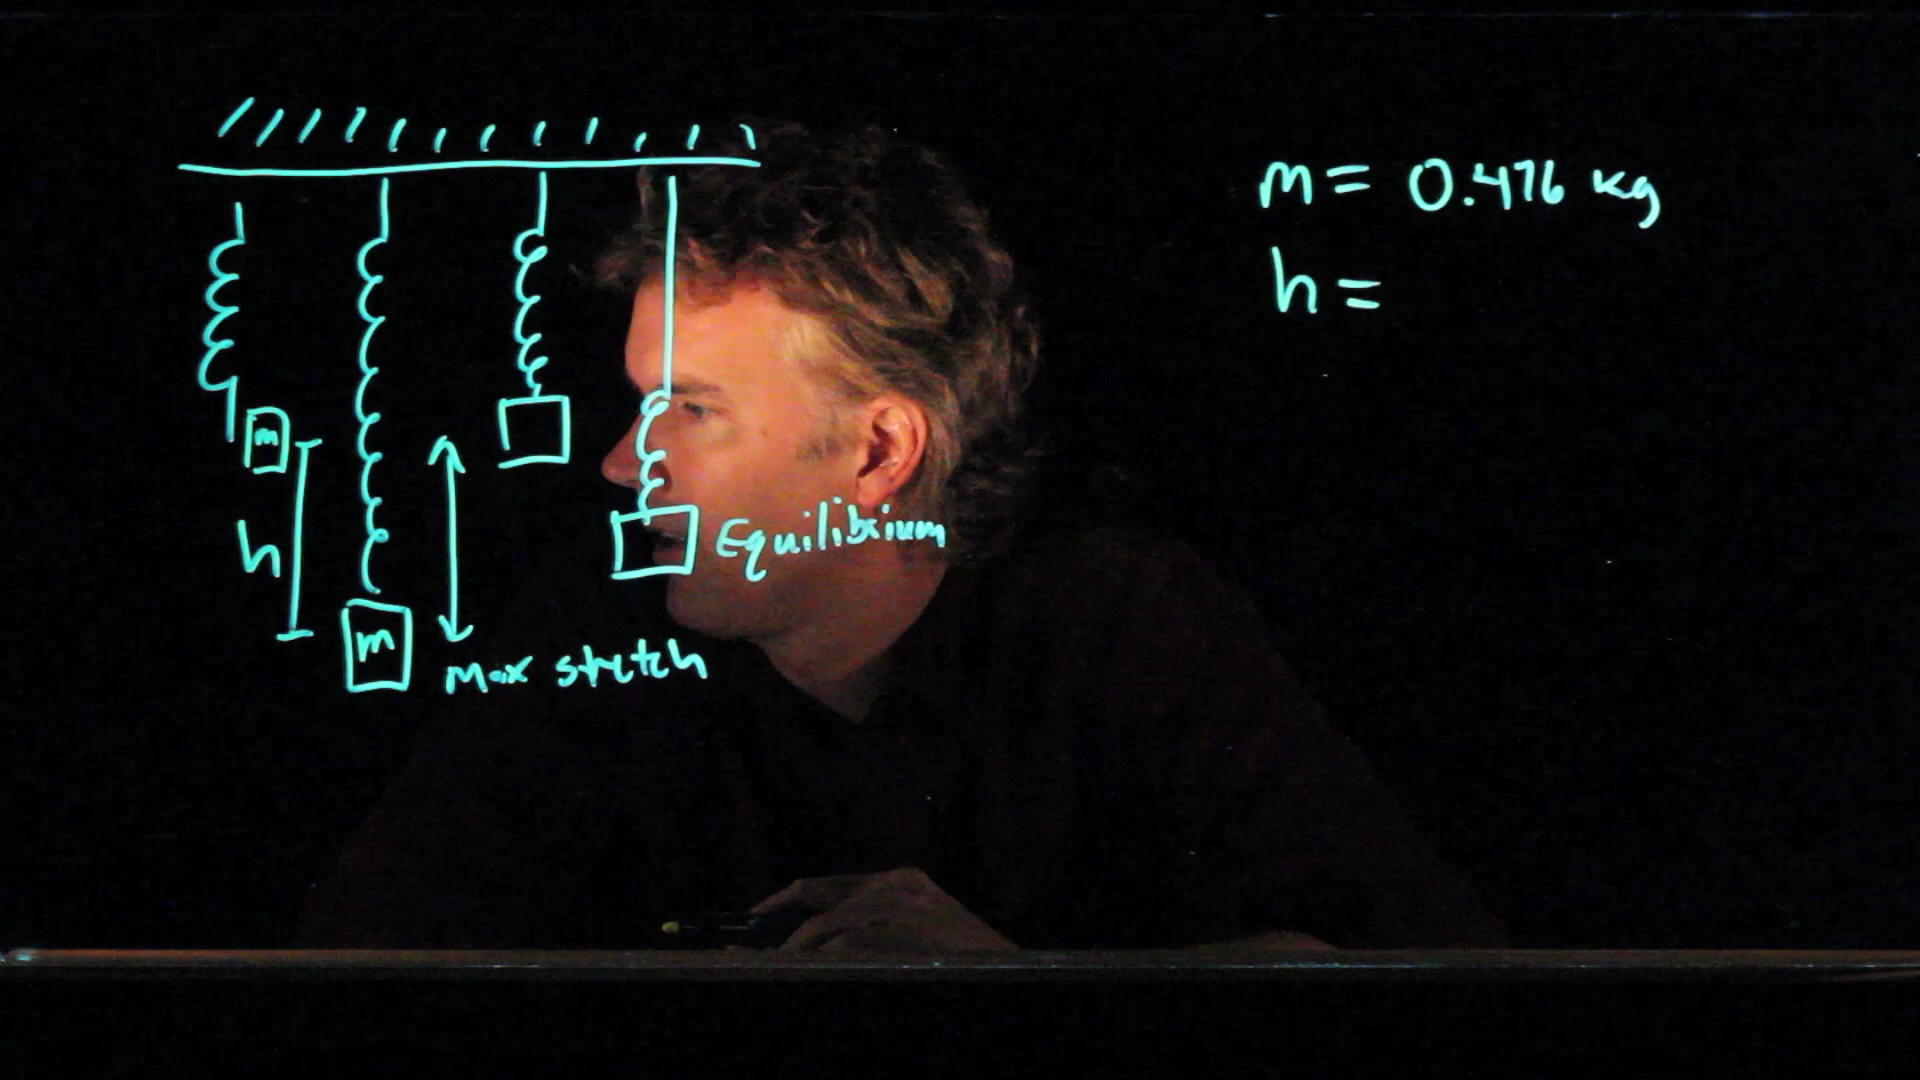 m = 0.476 kg
h =
m
h
m
Max stretch
Equilibrium